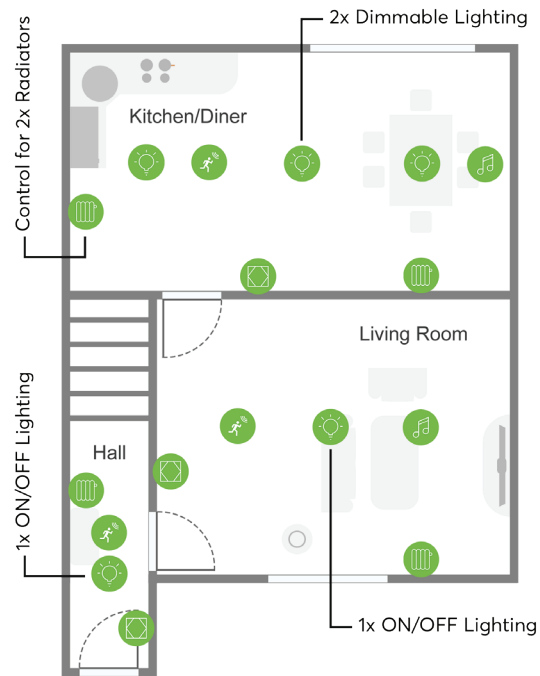 2x Dimmable Lighting
Control for 2x Radiators
Kitchen/Diner
Living Room
1x ON/OFF Lighting
Hall
1x ON/OFF Lighting